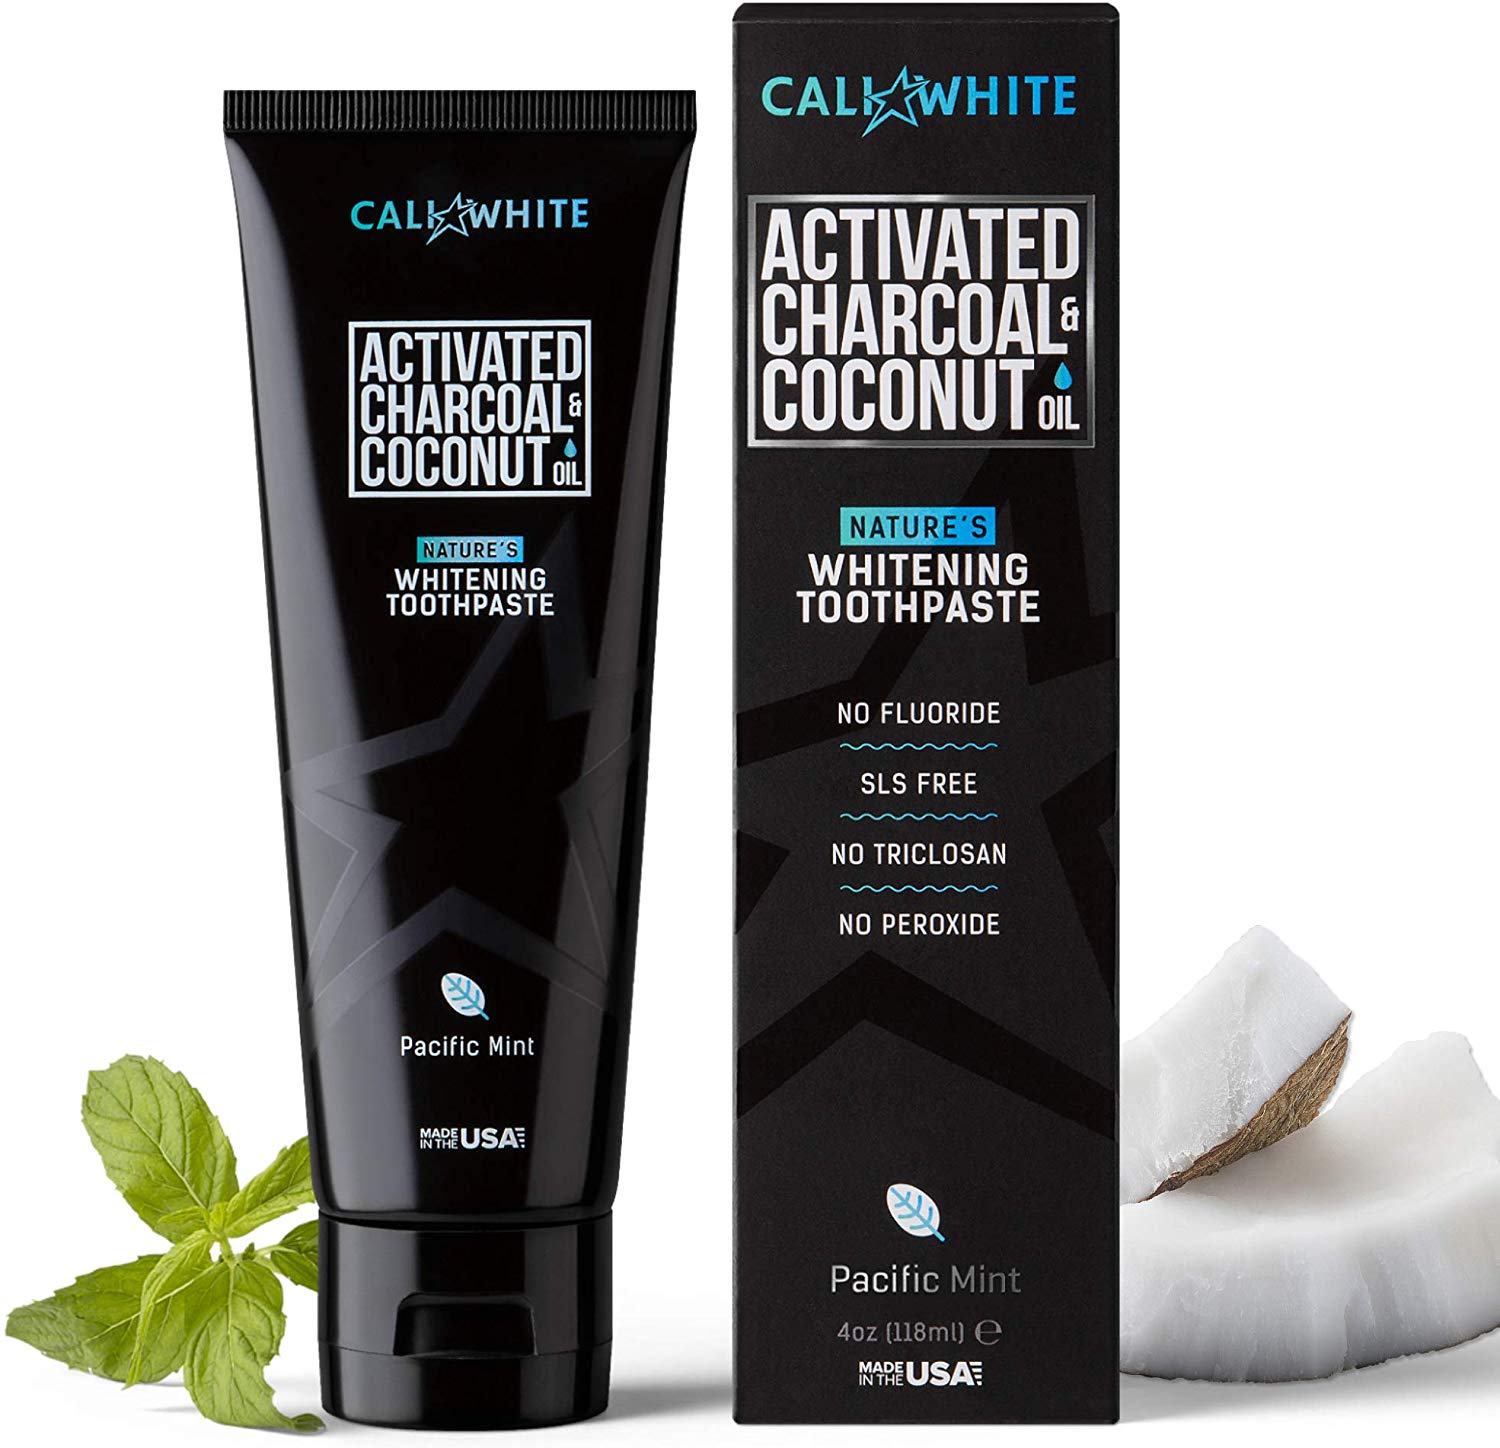 CALI WHITE
ACTIVATED
CHARCOAL &
COCONUT OIL
NATURE'S
WHITENING
TOOTHPASTE
Pacific Mint
MADE
IN THE USA
CALI WHITE
ACTIVATED
CHARCOAL &
COCONUT OIL
NATURE'S
WHITENING
TOOTHPASTE
NO FLUORIDE
SLS FREE
NO TRICLOSAN
NO PEROXIDE
Pacific Mint
4oz (118ml) ℮
MADE
IN THE USA